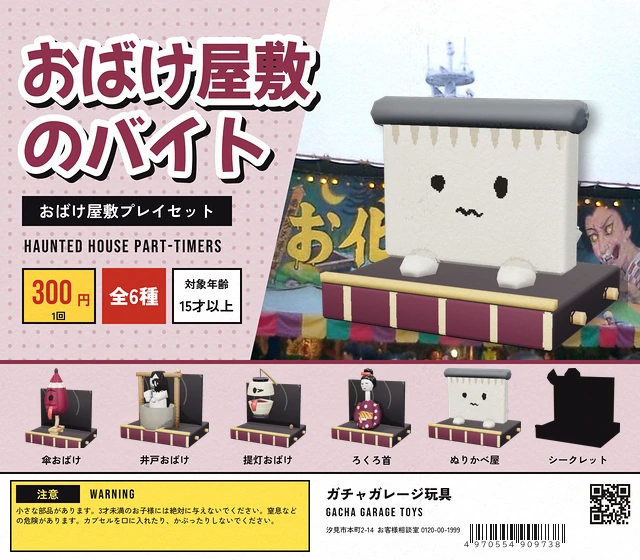 おばけ屋敷
のバイト
おばけ屋敷プレイセット
HAUNTED HOUSE PART-TIMERS
300円
1回
全6種
対象年齢
15才以上
お化
傘おばけ
井戸おばけ
提灯おばけ
ろくろ首
ぬりかべ屋
シークレット
注意 WARNING
小さな部品があります。3才未満のお子様には絶対に与えないでください。窒息など
の危険があります。カプセルを口に入れたり、かぶったりしないでください。
ガチャガレージ玩具
GACHA GARAGE TOYS
汐見市本町2-14 お客様相談室 0120-00-1999
4 970554 909738